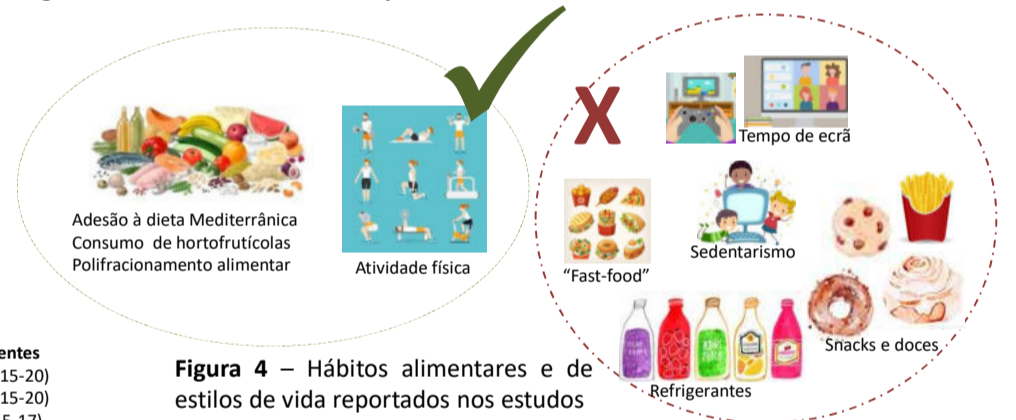 Adesão à dieta Mediterrânica
Consumo de hortofrutícolas
Polifracionamento alimentar
Atividade física
X
Tempo de ecrã
Sedentarismo
“Fast-food”
Snacks e doces
Refrigerantes
Figura 4 – Hábitos alimentares e de
estilos de vida reportados nos estudos
entes
15-20)
15-20)